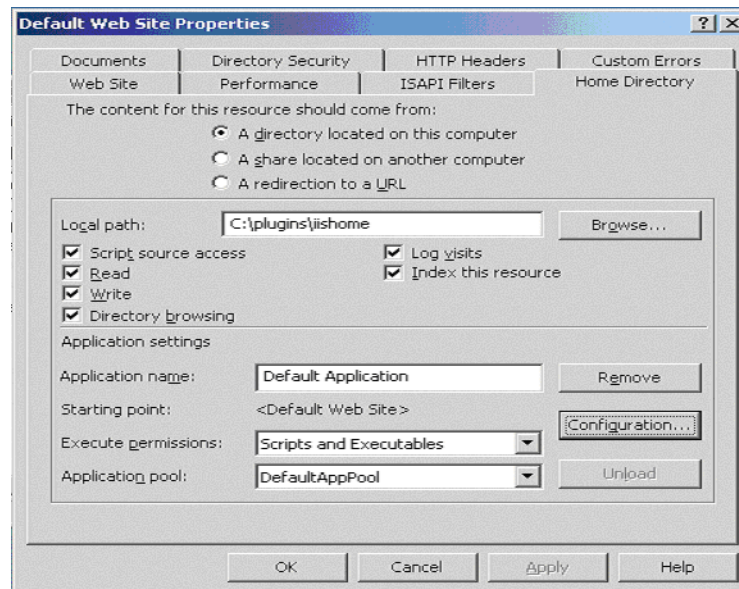 Default Web Site Properties
Documents Directory Security HTTP Headers Custom Errors
Web Site Performance ISAPI Filters Home Directory
The content for this resource should come from:
A directory located on this computer
A share located on another computer
A redirection to a URL
Local path: C:\plugins\iishome Browse...
Script source access Log visits
Read Index this resource
Write
Directory browsing
Application settings
Application name: Default Application Remove
Starting point: <Default Web Site> Configuration...
Execute permissions: Scripts and Executables
Application pool: DefaultAppPool Unload
OK Cancel Apply Help